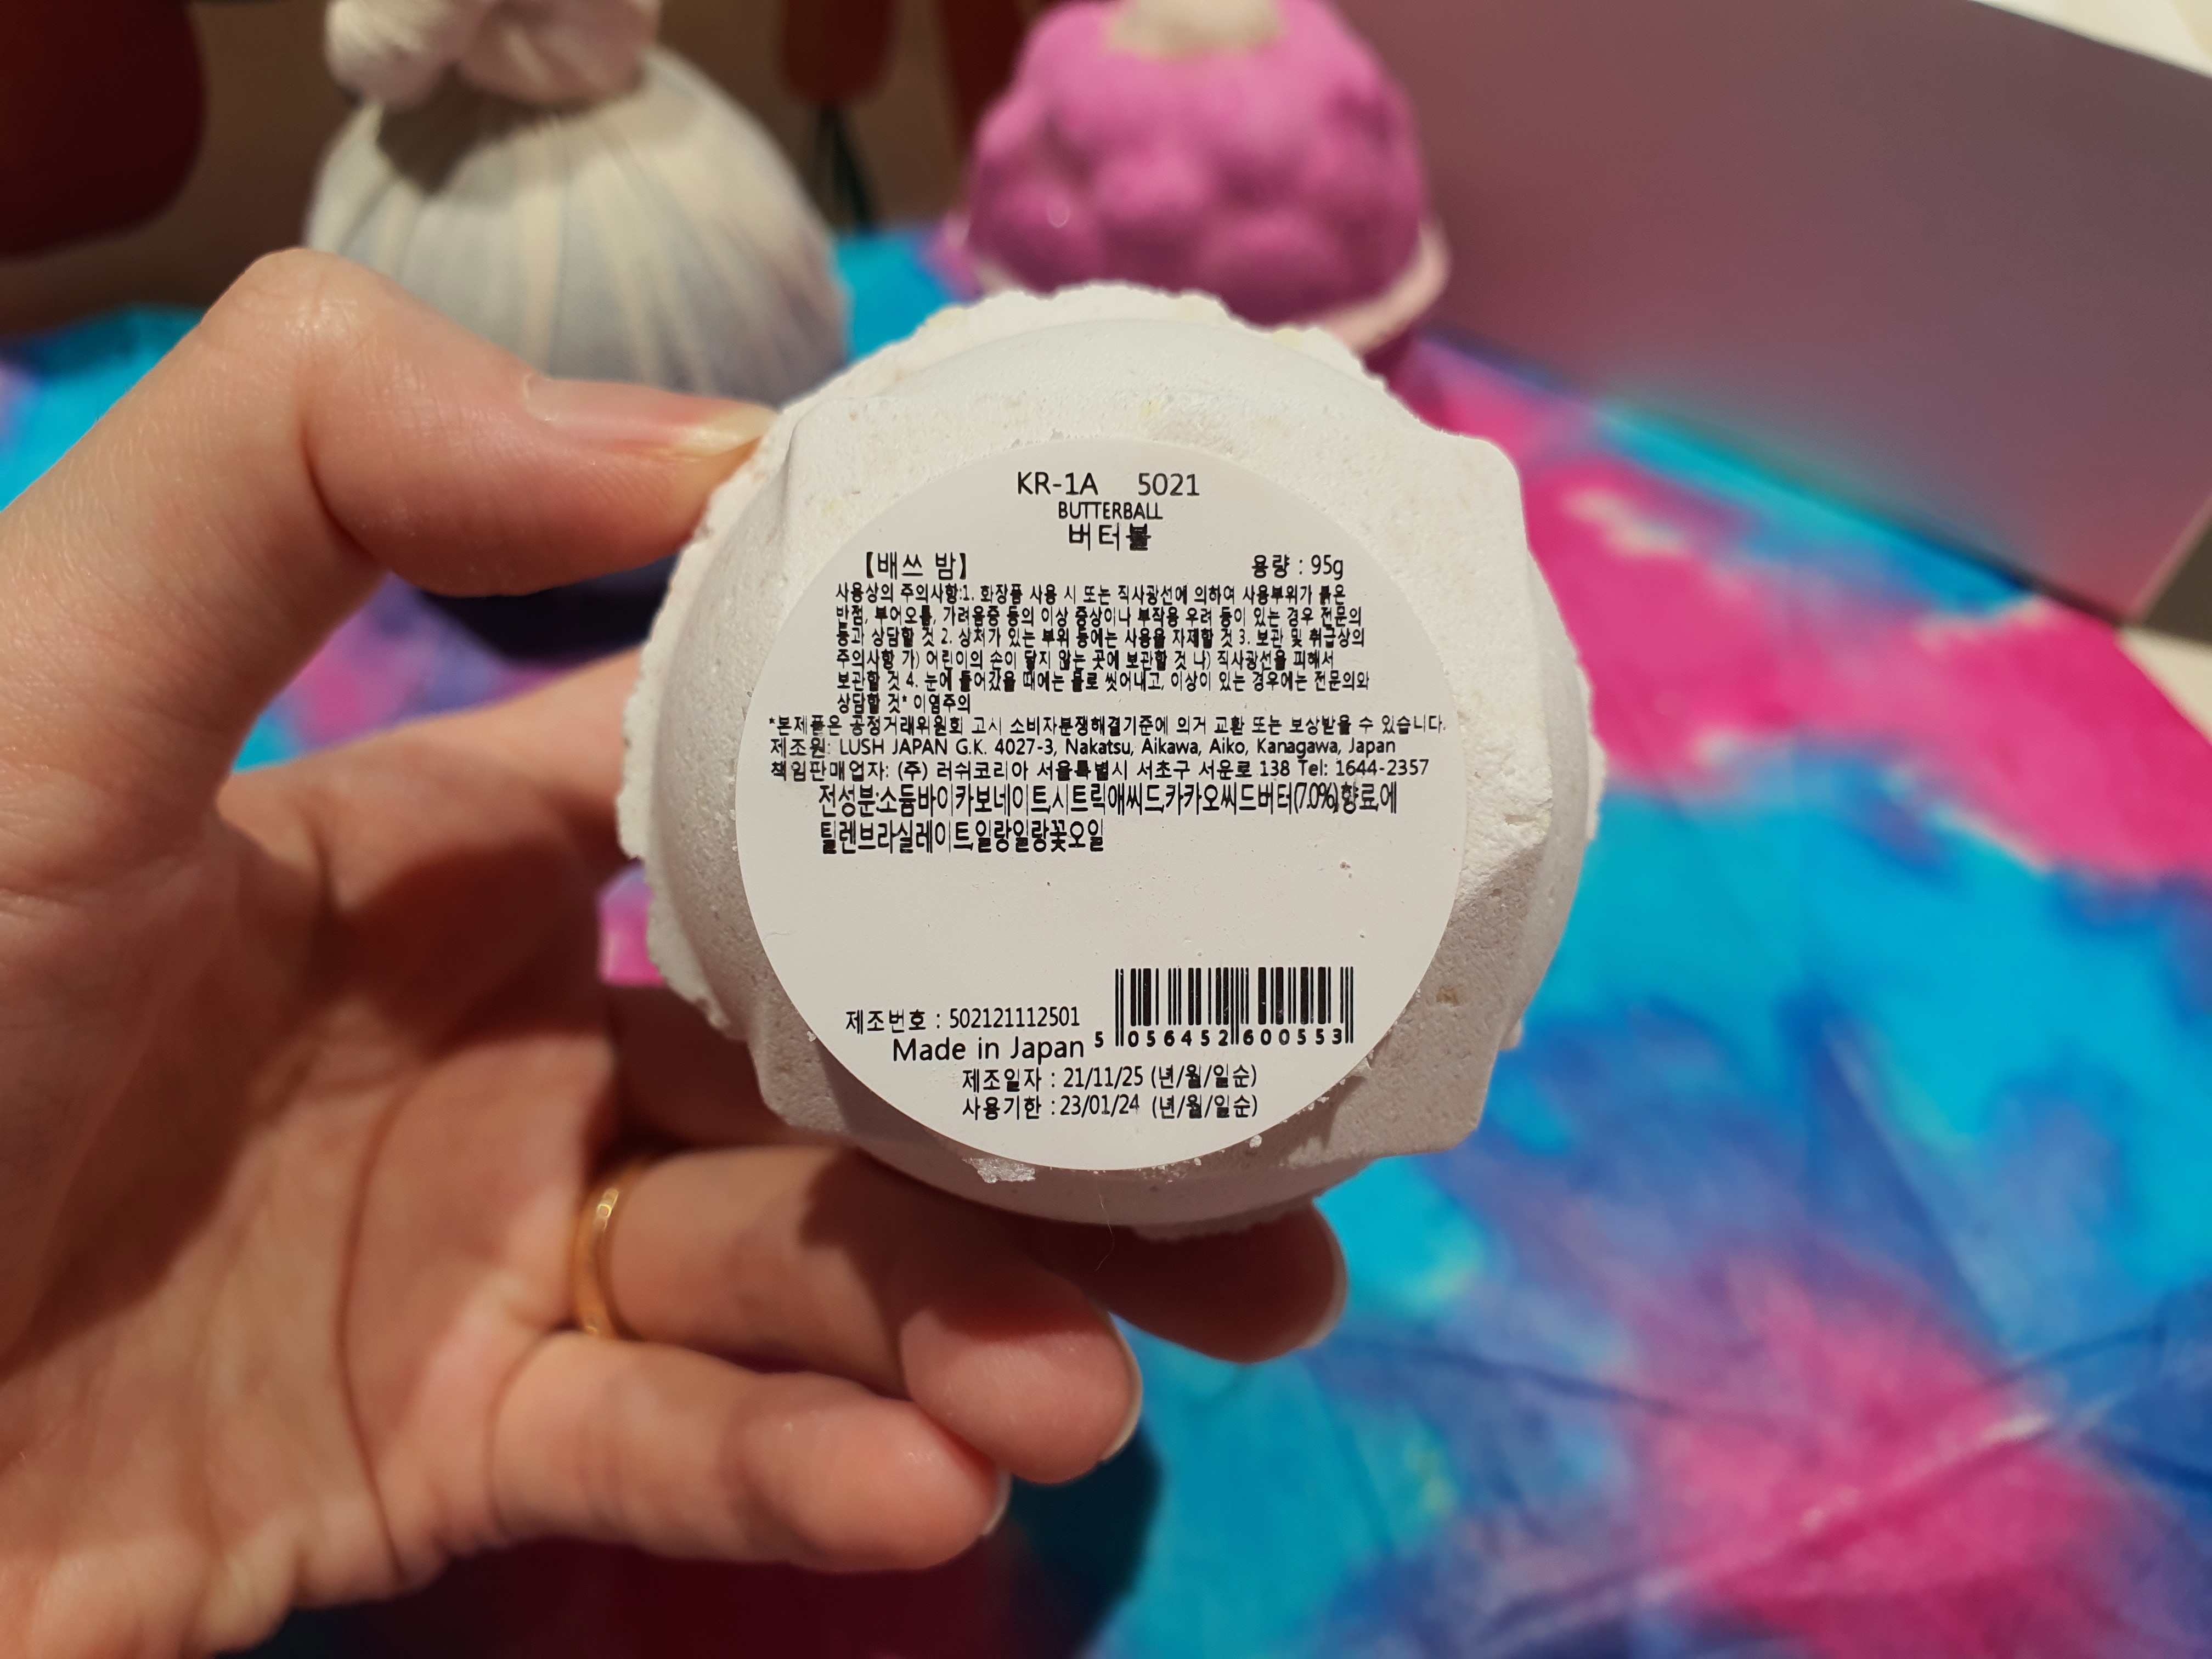 KR-1A 5021
BUTTERBALL
버터볼
【배쓰 밤】 용량 : 95g
사용상의 주의사항:1. 화장품 사용 시 또는 직사광선에 의하여 사용부위가 붉은
반점, 부어오름, 가려움증 등의 이상 증상이나 부작용 우려 등이 있는 경우 전문의
등과 상담할 것 2. 상처가 있는 부위 등에는 사용을 자제할 것 3. 보관 및 취급상의
주의사항 가) 어린이의 손이 닿지 않는 곳에 보관할 것 나) 직사광선을 피해서
보관할 것 4. 눈에 들어갔을 때에는 물로 씻어내고, 이상이 있는 경우에는 전문의와
상담할 것* 이염주의
*본제품은 공정거래위원회 고시 소비자분쟁해결기준에 의거 교환 또는 보상받을 수 있습니다.
제조원: LUSH JAPAN G.K. 4027-3, Nakatsu, Aikawa, Aiko, Kanagawa, Japan
책임판매업자: (주) 러쉬코리아 서울특별시 서초구 서운로 138 Tel: 1644-2357
전성분:소듐바이카보네이트,시트릭애씨드,카카오씨드버터(7.0%),향료,에
틸렌브라실레이트,일랑일랑꽃오일
제조번호 : 502121112501
5 056452 600553
Made in Japan
제조일자 : 21/11/25 (년/월/일순)
사용기한 : 23/01/24 (년/월/일순)